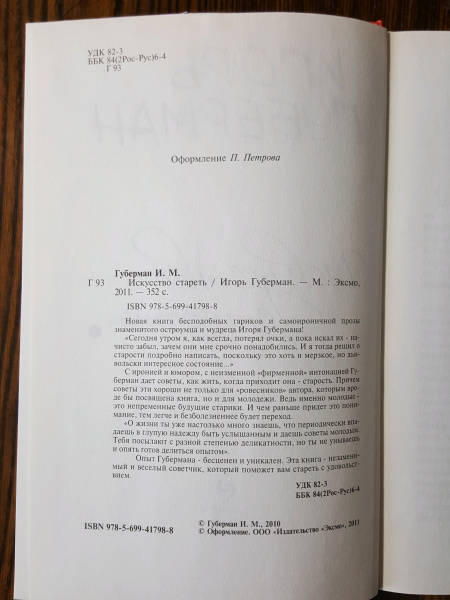 УДК 82-3
ББК 84(2Рос-Рус)6-4
Г 93
Оформление П. Петрова
Губерман И. М.
Г 93 Искусство стареть / Игорь Губерман. — М. : Эксмо,
2011. — 352 с.
ISBN 978-5-699-41798-8
Новая книга бесподобных гариков и самоироничной прозы
знаменитого остроумца и мудреца Игоря Губермана!
«Сегодня утром я, как всегда, потерял очки, а пока искал их - на-
чисто забыл, зачем они мне срочно понадобились. И я тогда решил о
старости подробно написать, поскольку это хоть и мерзкое, но дья-
вольски интересное состояние...»
С иронией и юмором, с неизменной «фирменной» интонацией Гу-
берман дает советы, как жить, когда приходит она - старость. Причем
советы эти хороши не только для «ровесников» автора, которым вро-
де бы посвящена книга, но и для молодежи. Ведь именно молодые -
это непременные будущие старики. И чем раньше придет это пони-
мание, тем легче и безболезненнее будет переход.
«О жизни ты уже настолько много знаешь, что периодически впа-
даешь в глупую надежду быть услышанным и даешь советы молодым.
Тебя посылают с разной степенью деликатности, но ты не унываешь
и опять готов делиться опытом».
Опыт Губермана - бесценен и уникален. Эта книга - незамени-
мый и веселый советчик, который поможет вам стареть с удовольст-
вием.
УДК 82-3
ББК 84(2Рос-Рус)6-4
© Губерман И. М., 2010
ISBN 978-5-699-41798-8 © Оформление. ООО «Издательство «Эксмо», 2011